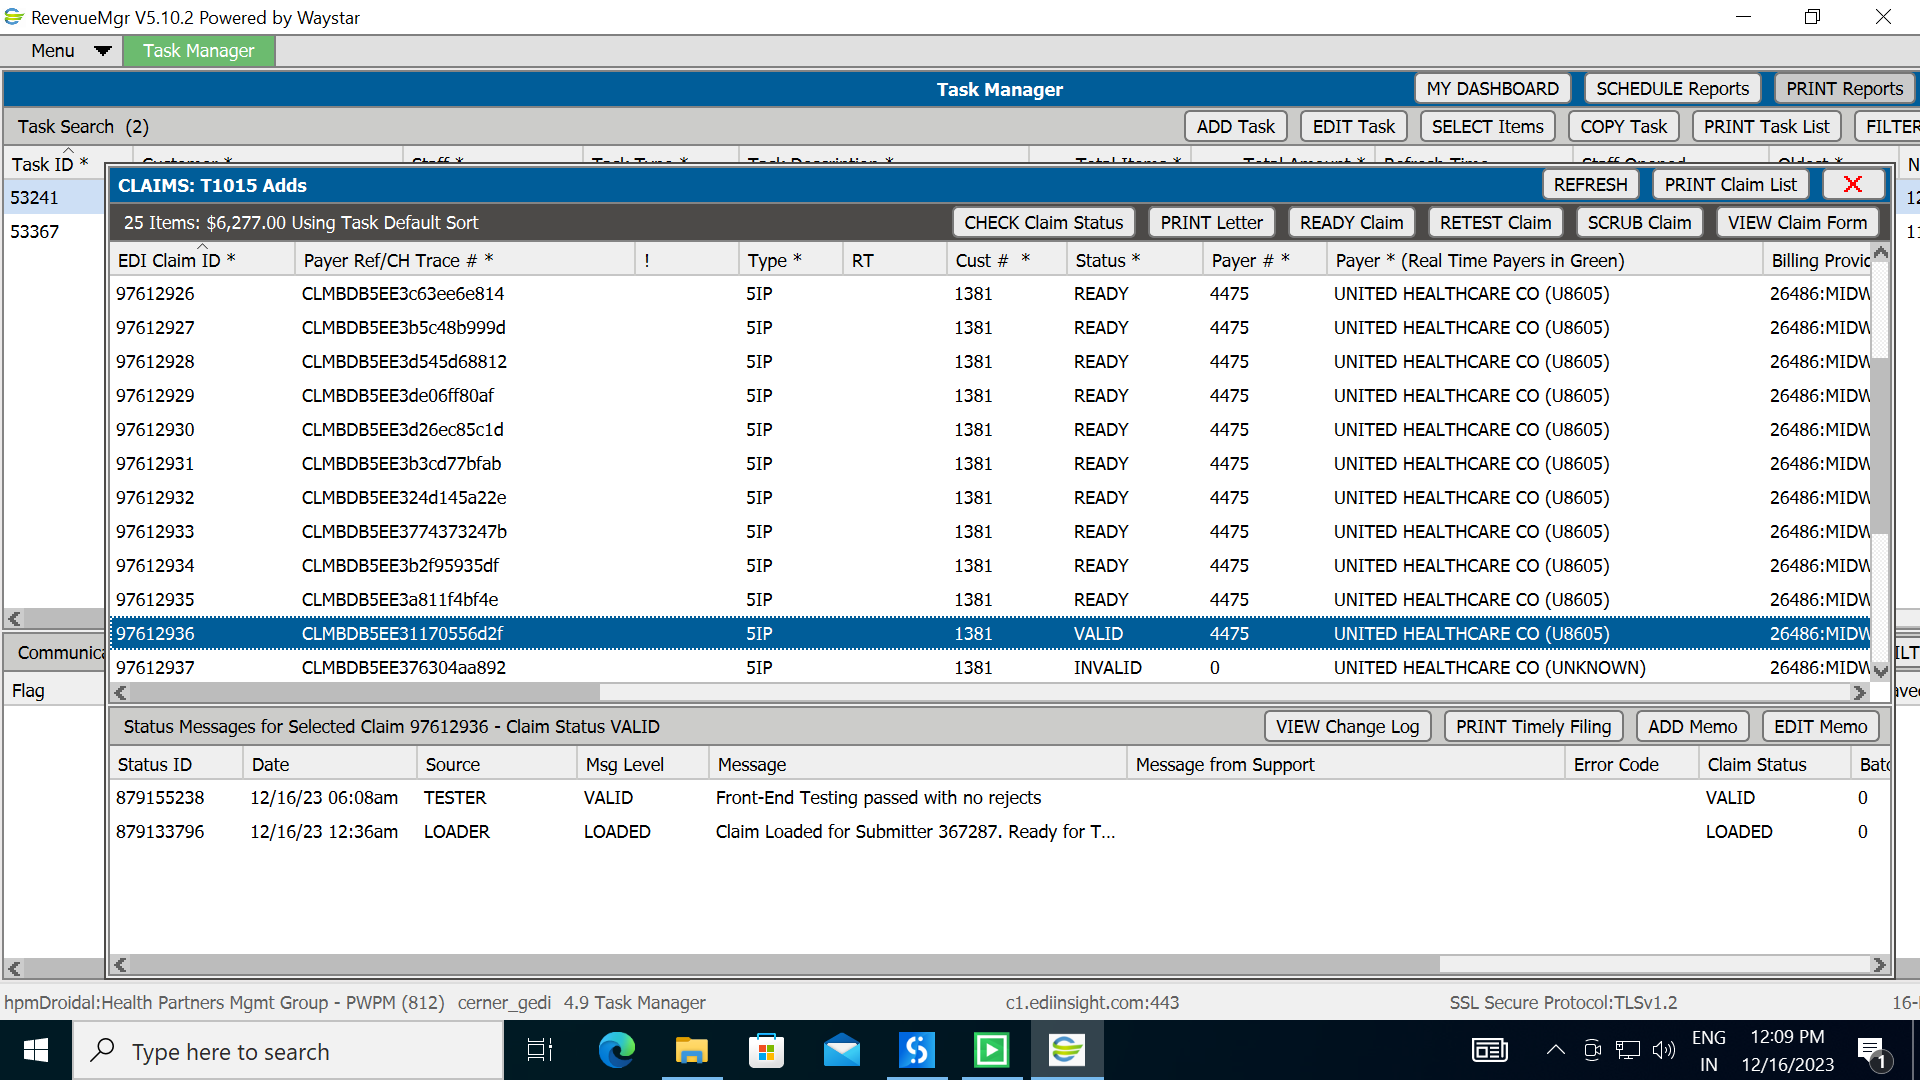 RevenueMgr V5.10.2 Powered by Waystar
Menu Task Manager
Task Manager MY DASHBOARD SCHEDULE Reports PRINT Reports
Task Search (2) ADD Task EDIT Task SELECT Items COPY Task PRINT Task List FILTER
Task ID * Customer * Staff * Task Type * Task Description * Total Items * Total Amount * Refresh Time Staff Opened Oldest * N
CLAIMS: T1015 Adds REFRESH PRINT Claim List X
53241
25 Items: $6,277.00 Using Task Default Sort CHECK Claim Status PRINT Letter READY Claim RETEST Claim SCRUB Claim VIEW Claim Form
53367
EDI Claim ID * Payer Ref/CH Trace # * ! Type * RT Cust # * Status * Payer # * Payer * (Real Time Payers in Green) Billing Provid
97612926 CLMBDB5EE3c63ee6e814 5IP 1381 READY 4475 UNITED HEALTHCARE CO (U8605) 26486:MIDW
97612927 CLMBDB5EE3b5c48b999d 5IP 1381 READY 4475 UNITED HEALTHCARE CO (U8605) 26486:MIDW
97612928 CLMBDB5EE3d545d68812 5IP 1381 READY 4475 UNITED HEALTHCARE CO (U8605) 26486:MIDW
97612929 CLMBDB5EE3de06ff80af 5IP 1381 READY 4475 UNITED HEALTHCARE CO (U8605) 26486:MIDW
97612930 CLMBDB5EE3d26ec85c1d 5IP 1381 READY 4475 UNITED HEALTHCARE CO (U8605) 26486:MIDW
97612931 CLMBDB5EE3b3cd77bfab 5IP 1381 READY 4475 UNITED HEALTHCARE CO (U8605) 26486:MIDW
97612932 CLMBDB5EE324d145a22e 5IP 1381 READY 4475 UNITED HEALTHCARE CO (U8605) 26486:MIDW
97612933 CLMBDB5EE3774373247b 5IP 1381 READY 4475 UNITED HEALTHCARE CO (U8605) 26486:MIDW
97612934 CLMBDB5EE3b2f95935df 5IP 1381 READY 4475 UNITED HEALTHCARE CO (U8605) 26486:MIDW
97612935 CLMBDB5EE3a811f4bf4e 5IP 1381 READY 4475 UNITED HEALTHCARE CO (U8605) 26486:MIDW
97612936 CLMBDB5EE31170556d2f 5IP 1381 VALID 4475 UNITED HEALTHCARE CO (U8605) 26486:MIDW
97612937 CLMBDB5EE376304aa892 5IP 1381 INVALID 0 UNITED HEALTHCARE CO (UNKNOWN) 26486:MIDW
Communica
Flag
Status Messages for Selected Claim 97612936 - Claim Status VALID VIEW Change Log PRINT Timely Filing ADD Memo EDIT Memo
Status ID Date Source Msg Level Message Message from Support Error Code Claim Status Batc
879155238 12/16/23 06:08am TESTER VALID Front-End Testing passed with no rejects VALID 0
879133796 12/16/23 12:36am LOADER LOADED Claim Loaded for Submitter 367287. Ready for T... LOADED 0
hpmDroidal:Health Partners Mgmt Group - PWPM (812) cerner_gedi 4.9 Task Manager c1.ediinsight.com:443 SSL Secure Protocol:TLSv1.2 16-
Type here to search ENG 12:09 PM
IN 12/16/2023 1